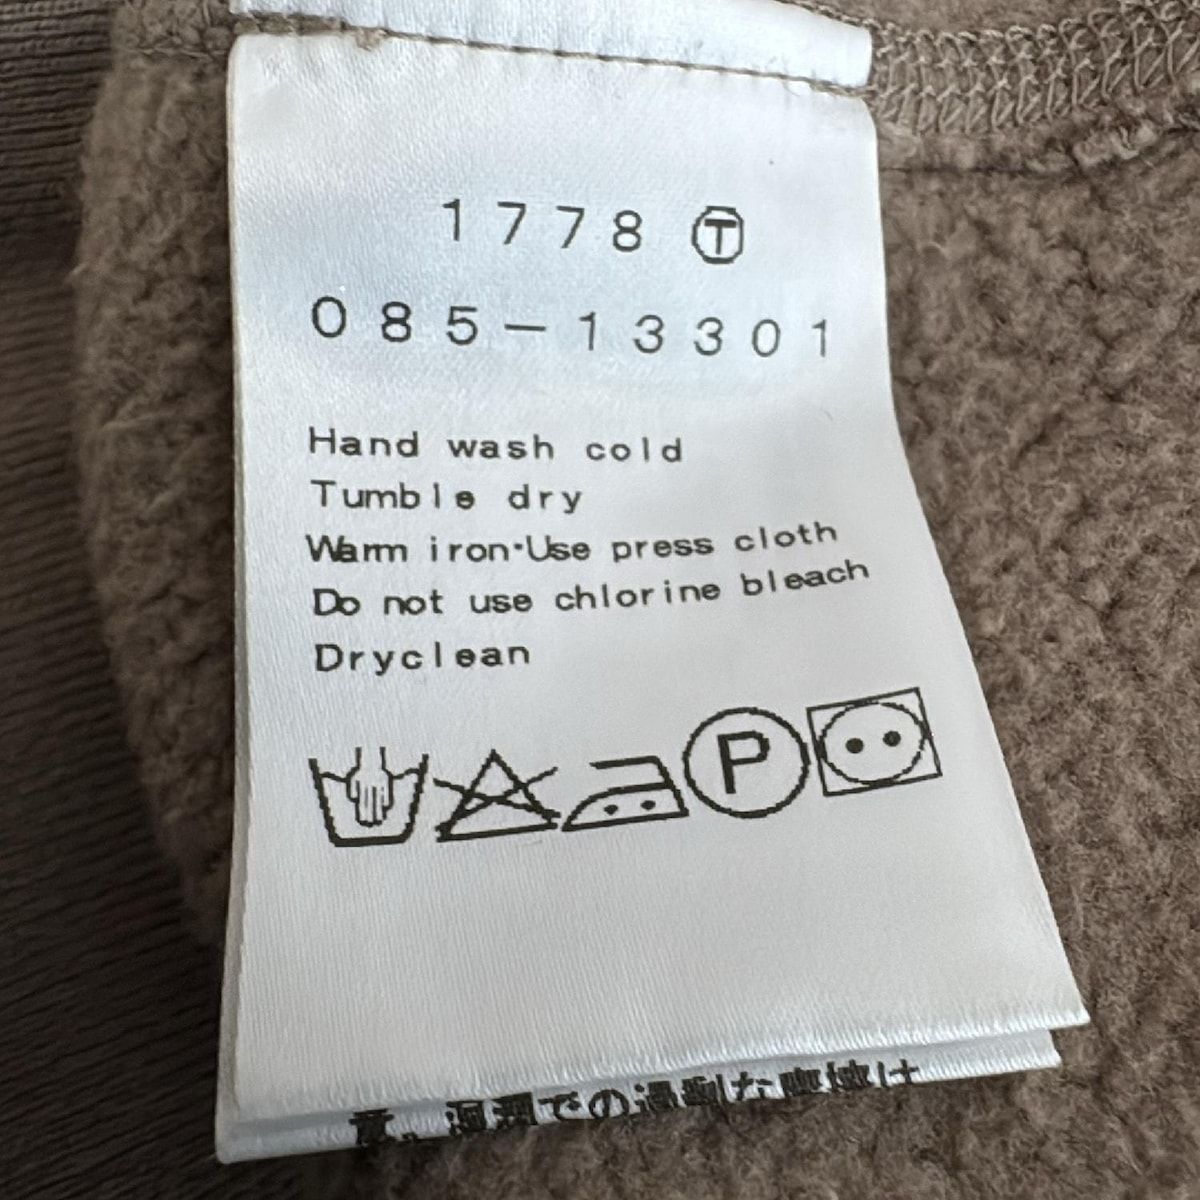 1778 Ⓣ
085-13301
Hand wash cold
Tumble dry
Warm iron·Use press cloth
Do not use chlorine bleach
Dryclean
P